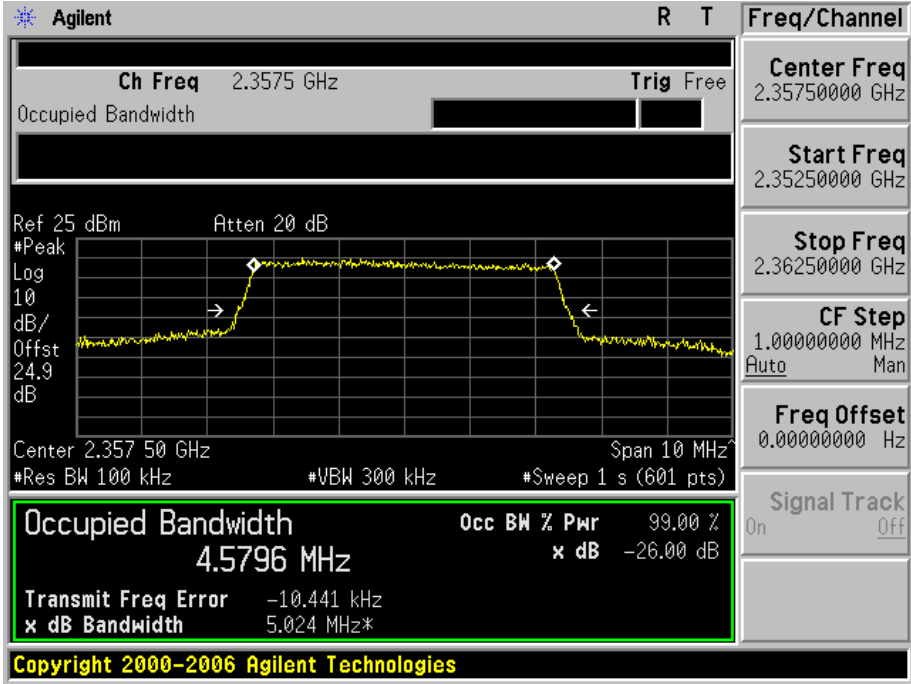 Agilent R T Freq/Channel
Ch Freq 2.3575 GHz Trig Free
Occupied Bandwidth
Center Freq
2.35750000 GHz
Start Freq
2.35250000 GHz
Stop Freq
2.36250000 GHz
CF Step
1.00000000 MHz
Auto Man
Freq Offset
0.00000000 Hz
Signal Track
On Off
Ref 25 dBm Atten 20 dB
#Peak
Log
10
dB/
Offst
24.9
dB
Center 2.357 50 GHz Span 10 MHz^
#Res BW 100 kHz #VBW 300 kHz #Sweep 1 s (601 pts)
Occupied Bandwidth Occ BW % Pwr 99.00 %
4.5796 MHz x dB -26.00 dB
Transmit Freq Error -10.441 kHz
x dB Bandwidth 5.024 MHz*
Copyright 2000-2006 Agilent Technologies